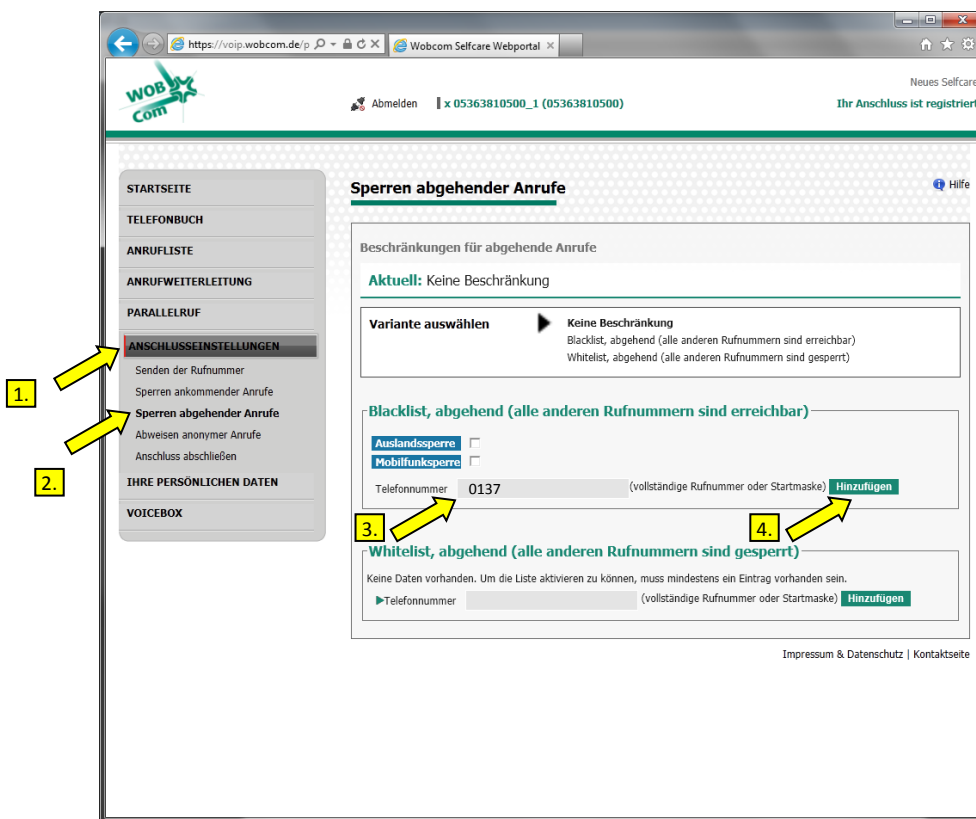 https://voip.wobcom.de/p
Wobcom Selfcare Webportal
WOB
COM
Abmelden
x 05363810500_1 (05363810500)
Neues Selfcare
Ihr Anschluss ist registriert
STARTSEITE
TELEFONBUCH
ANRUFLISTE
ANRUFWEITERLEITUNG
PARALLELRUF
ANSCHLUSSEINSTELLUNGEN
Senden der Rufnummer
Sperren ankommender Anrufe
Sperren abgehender Anrufe
Abweisen anonymer Anrufe
Anschluss abschließen
IHRE PERSÖNLICHEN DATEN
VOICEBOX
1.
2.
Sperren abgehender Anrufe
Hilfe
Beschränkungen für abgehende Anrufe
Aktuell: Keine Beschränkung
Variante auswählen
Keine Beschränkung
Blacklist, abgehend (alle anderen Rufnummern sind erreichbar)
Whitelist, abgehend (alle anderen Rufnummern sind gesperrt)
Blacklist, abgehend (alle anderen Rufnummern sind erreichbar)
Auslandssperre
Mobilfunksperre
Telefonnummer 0137 (vollständige Rufnummer oder Startmaske) Hinzufügen
3.
4.
Whitelist, abgehend (alle anderen Rufnummern sind gesperrt)
Keine Daten vorhanden. Um die Liste aktivieren zu können, muss mindestens ein Eintrag vorhanden sein.
Telefonnummer (vollständige Rufnummer oder Startmaske) Hinzufügen
Impressum & Datenschutz | Kontaktseite